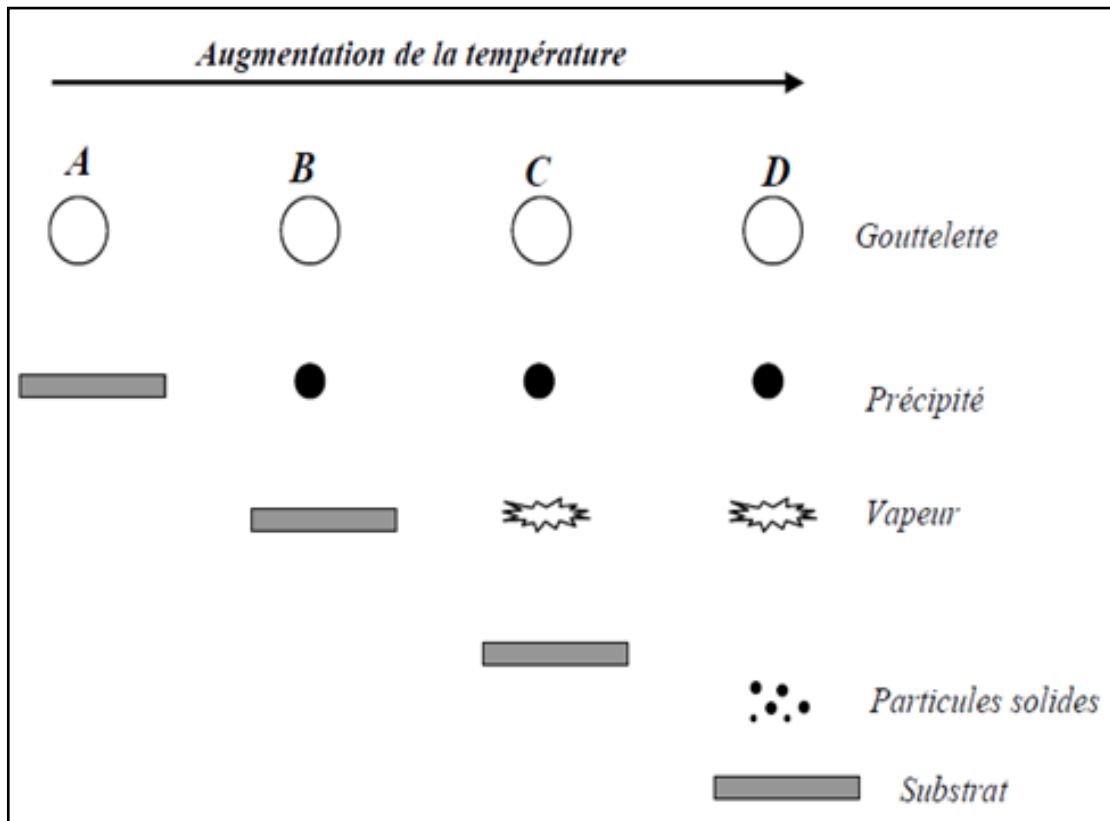 Augmentation de la température
A B C D
Gouttelette
Précipité
Vapeur
Particules solides
Substrat